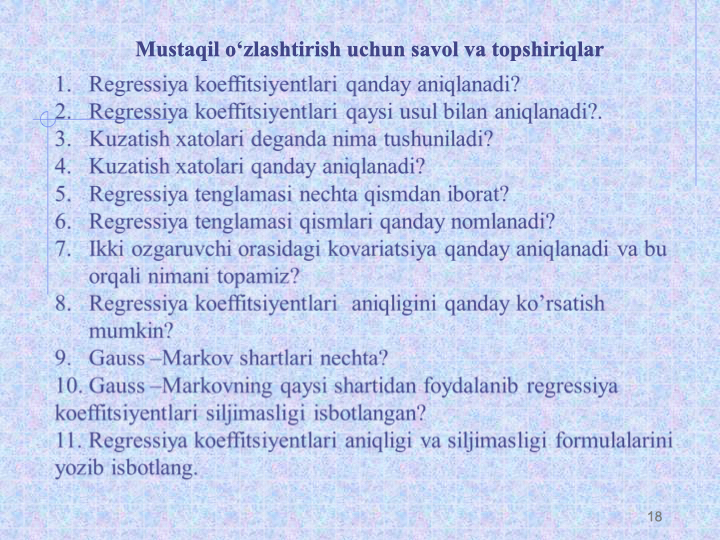 Mustaqil o‘zlashtirish uchun savol va topshiriqlar
1. Regressiya koeffitsiyentlari qanday aniqlanadi?
2. Regressiya koeffitsiyentlari qaysi usul bilan aniqlanadi?.
3. Kuzatish xatolari deganda nima tushuniladi?
4. Kuzatish xatolari qanday aniqlanadi?
5. Regressiya tenglamasi nechta qismdan iborat?
6. Regressiya tenglamasi qismlari qanday nomlanadi?
7. Ikki ozgaruvchi orasidagi kovariatsiya qanday aniqlanadi va bu
orqali nimani topamiz?
8. Regressiya koeffitsiyentlari aniqligini qanday ko’rsatish
mumkin?
9. Gauss –Markov shartlari nechta?
10. Gauss –Markovning qaysi shartidan foydalanib regressiya
koeffitsiyentlari siljimasligi isbotlangan?
11. Regressiya koeffitsiyentlari aniqligi va siljimasligi formulalarini
yozib isbotlang.
18